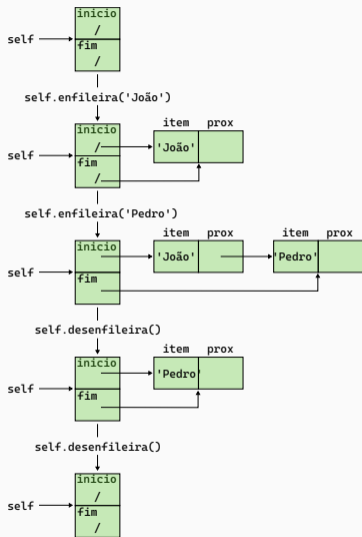 inicio
/
self
fim
/
self.enfileira('João')
inicio
/
item prox
'João'
self
fim
/
self.enfileira('Pedro')
inicio
item prox
'João'
item prox
'Pedro'
self
fim
self.desenfileira()
inicio
item prox
'Pedro'
self
fim
self.desenfileira()
inicio
/
self
fim
/